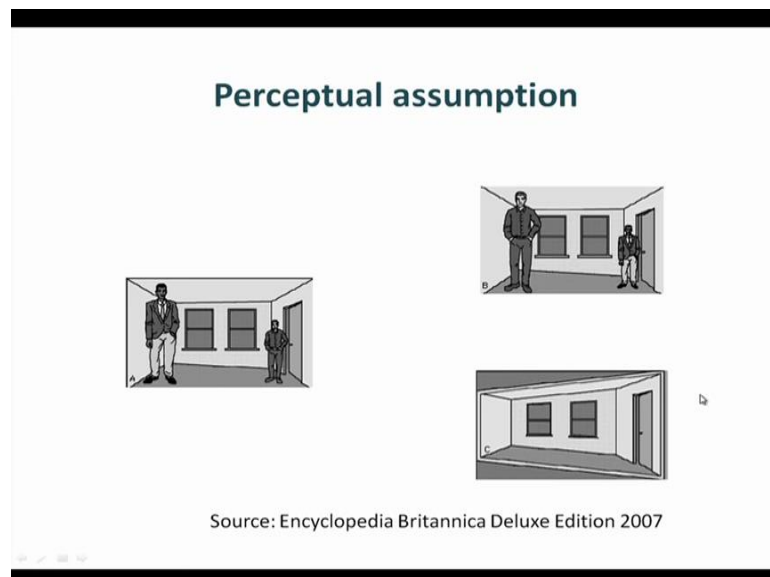 Perceptual assumption
B
A
C
Source: Encyclopedia Britannica Deluxe Edition 2007